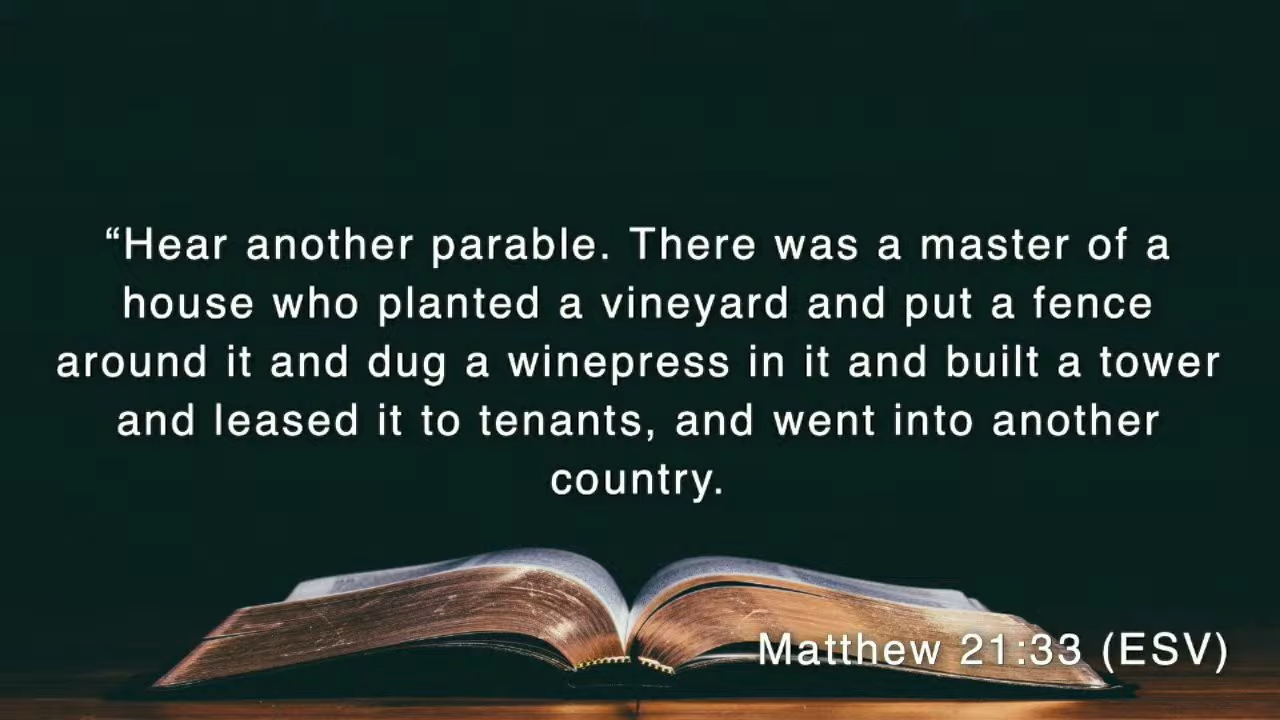 “Hear another parable. There was a master of a
house who planted a vineyard and put a fence
around it and dug a winepress in it and built a tower
and leased it to tenants, and went into another
country.
Matthew 21:33 (ESV)